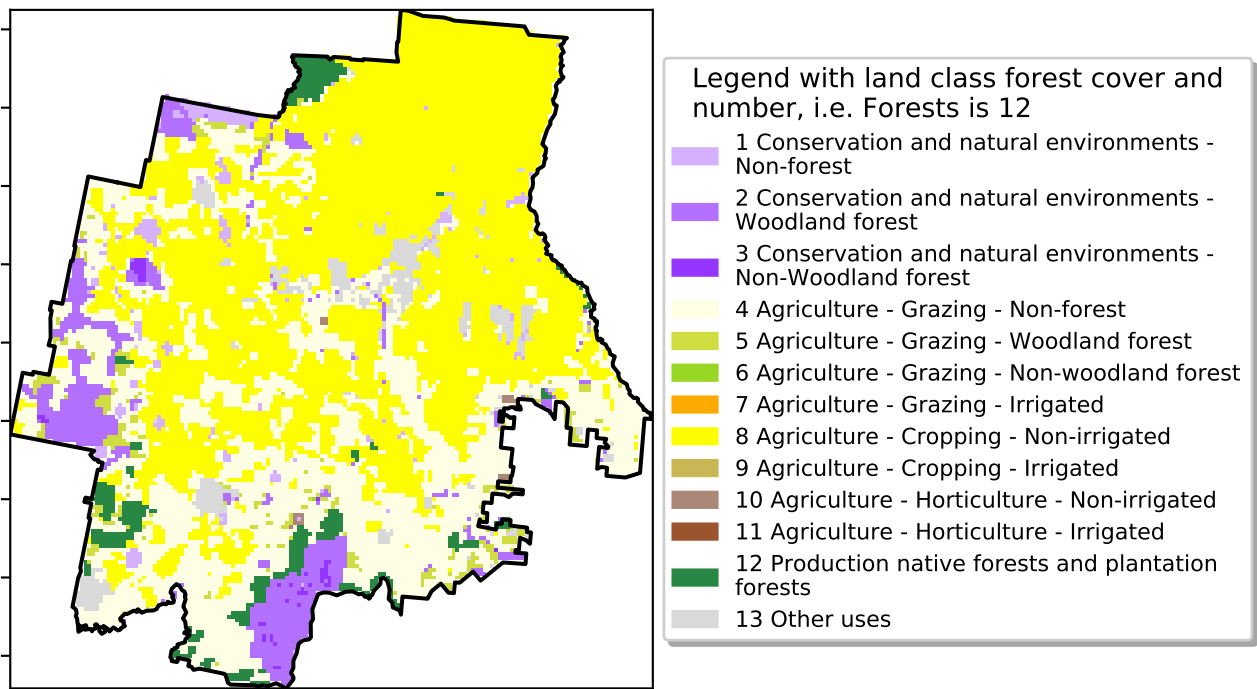 Legend with land class forest cover and
number, i.e. Forests is 12
1 Conservation and natural environments -
Non-forest
2 Conservation and natural environments -
Woodland forest
3 Conservation and natural environments -
Non-Woodland forest
4 Agriculture - Grazing - Non-forest
5 Agriculture - Grazing - Woodland forest
6 Agriculture - Grazing - Non-woodland forest
7 Agriculture - Grazing - Irrigated
8 Agriculture - Cropping - Non-irrigated
9 Agriculture - Cropping - Irrigated
10 Agriculture - Horticulture - Non-irrigated
11 Agriculture - Horticulture - Irrigated
12 Production native forests and plantation
forests
13 Other uses